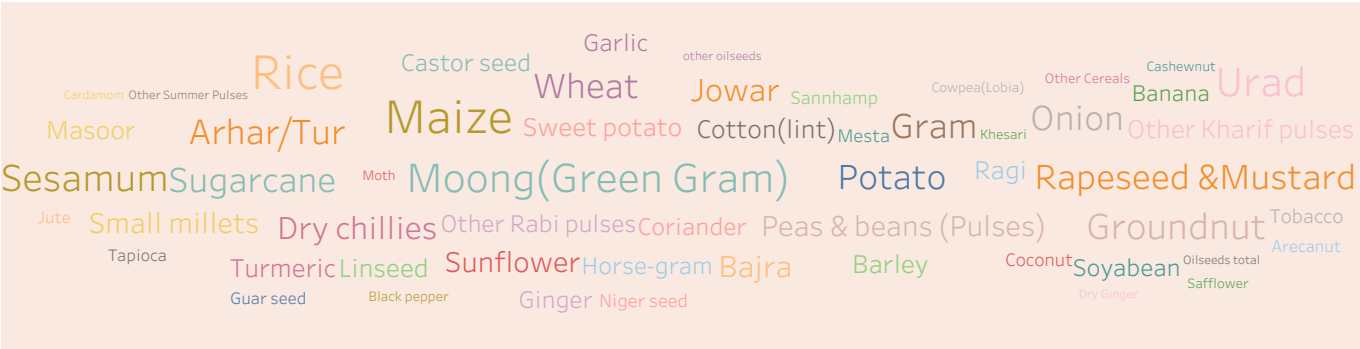 Garlic
Castor seed
other oilseeds
Rice
Wheat
Jowar
Cashewnut
Other Cereals
Urad
Cardamom
Other Summer Pulses
Sannhamp
Cowpea(Lobia)
Banana
Masoor
Arhar/Tur
Maize
Sweet potato
Cotton(lint)
Mesta
Gram
Khesari
Onion
Other Kharif pulses
Sesamum
Sugarcane
Moth
Moong(Green Gram)
Potato
Ragi
Rapeseed &Mustard
Jute
Small millets
Dry chillies
Other Rabi pulses
Coriander
Peas & beans (Pulses)
Groundnut
Tobacco
Arecanut
Tapioca
Turmeric
Linseed
Sunflower
Horse-gram
Bajra
Barley
Coconut
Soyabean
Oilseeds total
Safflower
Guar seed
Black pepper
Ginger
Niger seed
Dry Ginger